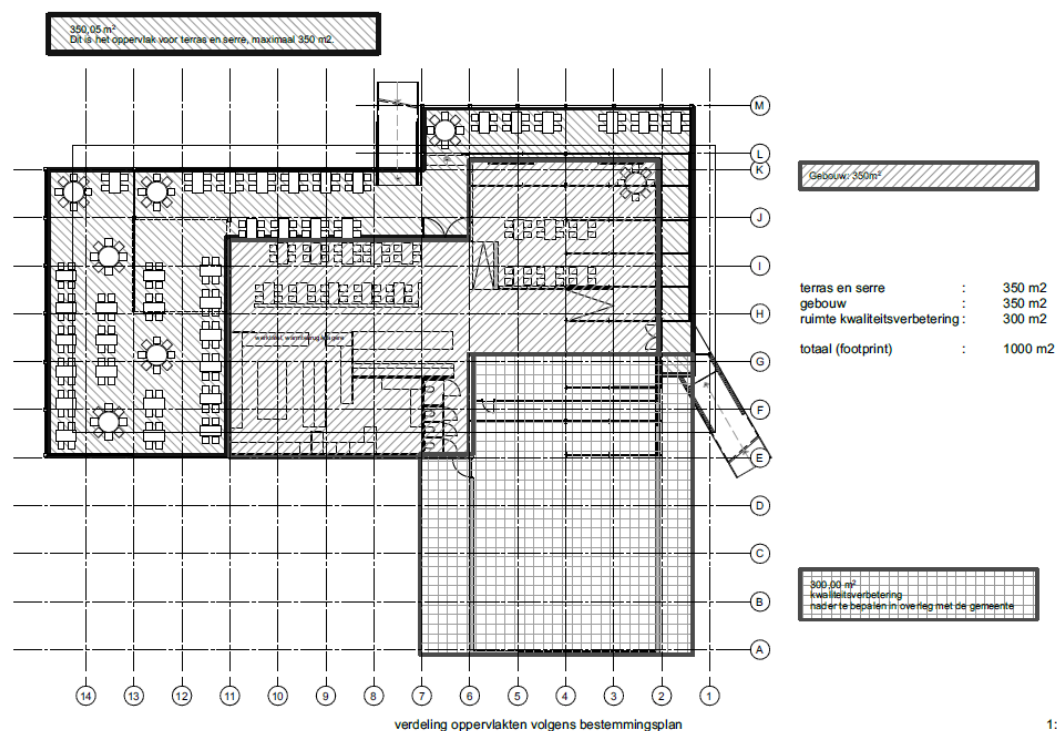 350,05 m²
Dit is het oppervlak voor terras en serre, maximaal 350 m2.
M
L
K
Gebouw: 350m²
J
I
terras en serre : 350 m2
gebouw : 350 m2
ruimte kwaliteitsverbetering : 300 m2
H
totaal (footprint) : 1000 m2
G
F
E
D
C
300,00 m²
kwaliteitsverbetering
nader te bepalen in overleg met de gemeente
B
A
14 13 12 11 10 9 8 7 6 5 4 3 2 1
verdeling oppervlakten volgens bestemmingsplan
1: